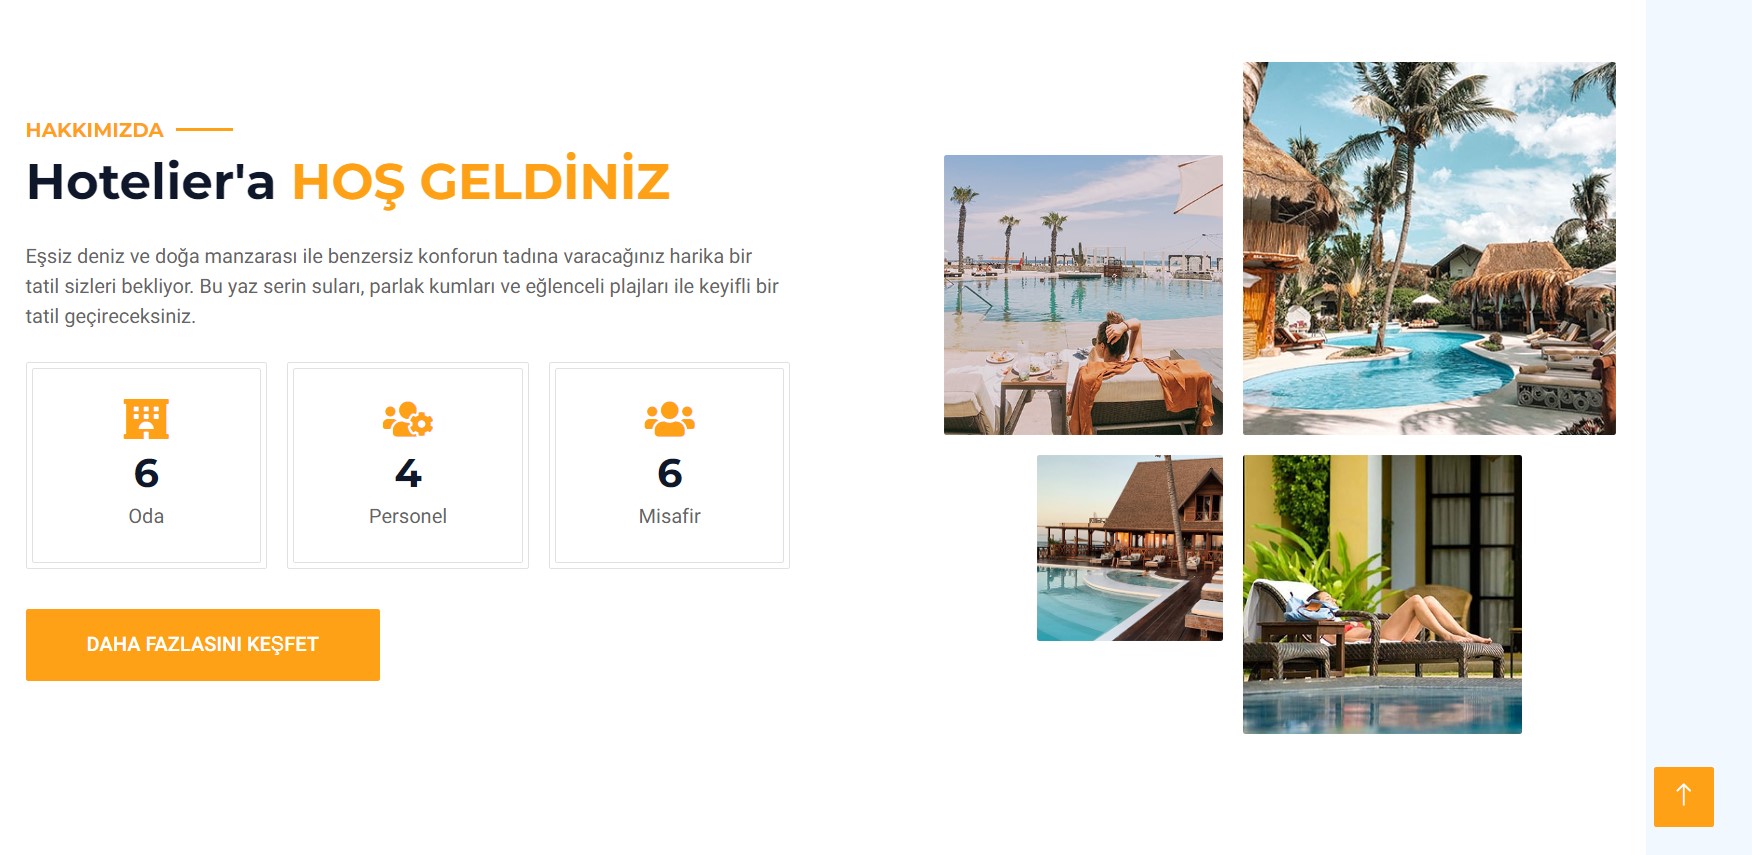 HAKKIMIZDA
Hotelier'a HOŞ GELDİNİZ
Eşsiz deniz ve doğa manzarası ile benzersiz konforun tadına varacağınız harika bir
tatil sizleri bekliyor. Bu yaz serin suları, parlak kumları ve eğlenceli plajları ile keyifli bir
tatil geçireceksiniz.
6
Oda
4
Personel
6
Misafir
DAHA FAZLASINI KEŞFET